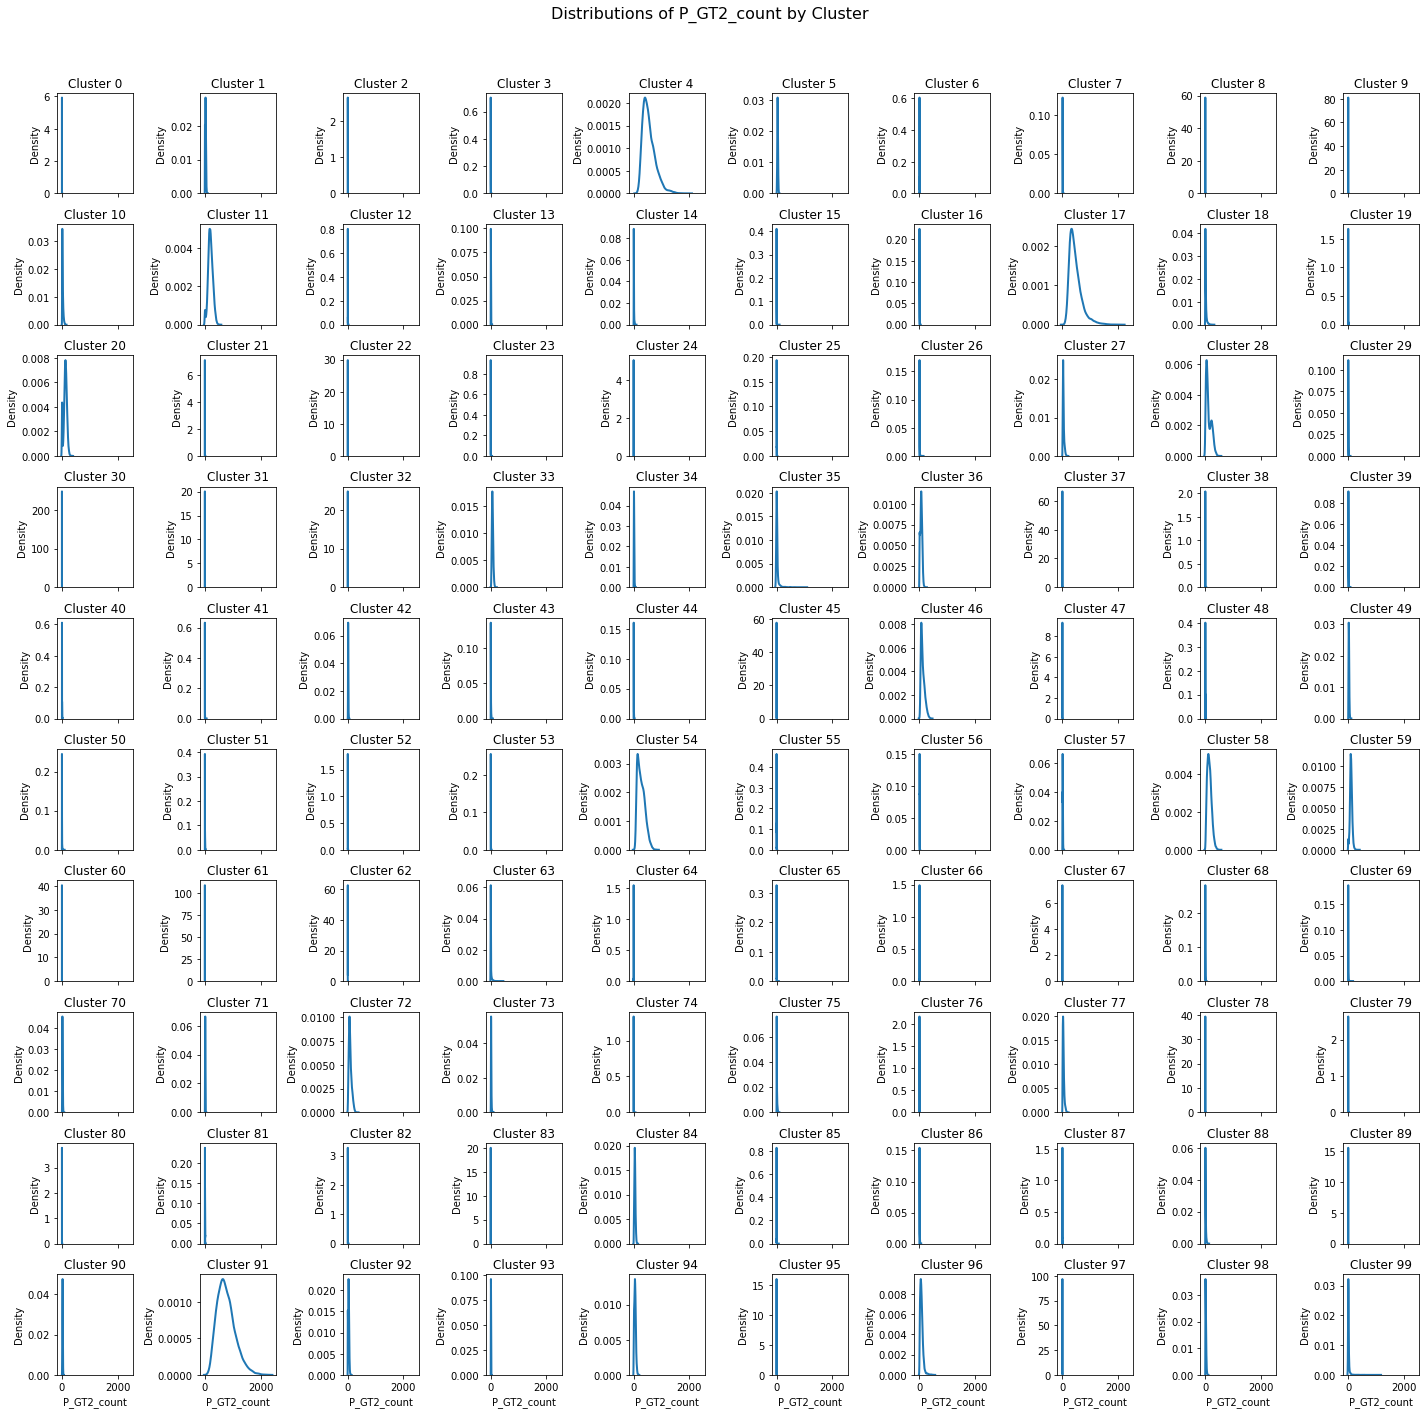 Distributions of P_GT2_count by Cluster
Cluster 0 Cluster 1 Cluster 2 Cluster 3 Cluster 4 Cluster 5 Cluster 6 Cluster 7 Cluster 8 Cluster 9
Density 6 4 2 0
Density 0.02 0.01 0.00
Density 2 1 0
Density 0.6 0.4 0.2 0.0
Density 0.0020 0.0015 0.0010 0.0005 0.0000
Density 0.03 0.02 0.01 0.00
Density 0.6 0.4 0.2 0.0
Density 0.10 0.05 0.00
Density 60 40 20 0
Density 80 60 40 20 0
Cluster 10 Cluster 11 Cluster 12 Cluster 13 Cluster 14 Cluster 15 Cluster 16 Cluster 17 Cluster 18 Cluster 19
Density 0.03 0.02 0.01 0.00
Density 0.004 0.002 0.000
Density 0.8 0.6 0.4 0.2 0.0
Density 0.100 0.075 0.050 0.025 0.000
Density 0.08 0.06 0.04 0.02 0.00
Density 0.4 0.3 0.2 0.1 0.0
Density 0.20 0.15 0.10 0.05 0.00
Density 0.002 0.001 0.000
Density 0.04 0.03 0.02 0.01 0.00
Density 1.5 1.0 0.5 0.0
Cluster 20 Cluster 21 Cluster 22 Cluster 23 Cluster 24 Cluster 25 Cluster 26 Cluster 27 Cluster 28 Cluster 29
Density 0.008 0.006 0.004 0.002 0.000
Density 6 4 2 0
Density 30 20 10 0
Density 0.8 0.6 0.4 0.2 0.0
Density 4 2 0
Density 0.20 0.15 0.10 0.05 0.00
Density 0.15 0.10 0.05 0.00
Density 0.02 0.01 0.00
Density 0.006 0.004 0.002 0.000
Density 0.100 0.075 0.050 0.025 0.000
Cluster 30 Cluster 31 Cluster 32 Cluster 33 Cluster 34 Cluster 35 Cluster 36 Cluster 37 Cluster 38 Cluster 39
Density 200 100 0
Density 20 15 10 5 0
Density 20 10 0
Density 0.015 0.010 0.005 0.000
Density 0.04 0.03 0.02 0.01 0.00
Density 0.020 0.015 0.010 0.005 0.000
Density 0.0100 0.0075 0.0050 0.0025 0.0000
Density 60 40 20 0
Density 2.0 1.5 1.0 0.5 0.0
Density 0.08 0.06 0.04 0.02 0.00
Cluster 40 Cluster 41 Cluster 42 Cluster 43 Cluster 44 Cluster 45 Cluster 46 Cluster 47 Cluster 48 Cluster 49
Density 0.6 0.4 0.2 0.0
Density 0.6 0.4 0.2 0.0
Density 0.06 0.04 0.02 0.00
Density 0.10 0.05 0.00
Density 0.15 0.10 0.05 0.00
Density 60 40 20 0
Density 0.008 0.006 0.004 0.002 0.000
Density 8 6 4 2 0
Density 0.4 0.3 0.2 0.1 0.0
Density 0.03 0.02 0.01 0.00
Cluster 50 Cluster 51 Cluster 52 Cluster 53 Cluster 54 Cluster 55 Cluster 56 Cluster 57 Cluster 58 Cluster 59
Density 0.2 0.1 0.0
Density 0.4 0.3 0.2 0.1 0.0
Density 1.5 1.0 0.5 0.0
Density 0.2 0.1 0.0
Density 0.003 0.002 0.001 0.000
Density 0.4 0.3 0.2 0.1 0.0
Density 0.15 0.10 0.05 0.00
Density 0.06 0.04 0.02 0.00
Density 0.004 0.002 0.000
Density 0.0100 0.0075 0.0050 0.0025 0.0000
Cluster 60 Cluster 61 Cluster 62 Cluster 63 Cluster 64 Cluster 65 Cluster 66 Cluster 67 Cluster 68 Cluster 69
Density 40 30 20 10 0
Density 100 75 50 25 0
Density 60 40 20 0
Density 0.06 0.04 0.02 0.00
Density 1.5 1.0 0.5 0.0
Density 0.3 0.2 0.1 0.0
Density 1.5 1.0 0.5 0.0
Density 6 4 2 0
Density 0.2 0.1 0.0
Density 0.15 0.10 0.05 0.00
Cluster 70 Cluster 71 Cluster 72 Cluster 73 Cluster 74 Cluster 75 Cluster 76 Cluster 77 Cluster 78 Cluster 79
Density 0.04 0.03 0.02 0.01 0.00
Density 0.06 0.04 0.02 0.00
Density 0.0100 0.0075 0.0050 0.0025 0.0000
Density 0.04 0.02 0.00
Density 1.0 0.5 0.0
Density 0.06 0.04 0.02 0.00
Density 2.0 1.5 1.0 0.5 0.0
Density 0.020 0.015 0.010 0.005 0.000
Density 40 30 20 10 0
Density 2 1 0
Cluster 80 Cluster 81 Cluster 82 Cluster 83 Cluster 84 Cluster 85 Cluster 86 Cluster 87 Cluster 88 Cluster 89
Density 3 2 1 0
Density 0.20 0.15 0.10 0.05 0.00
Density 3 2 1 0
Density 20 15 10 5 0
Density 0.020 0.015 0.010 0.005 0.000
Density 0.8 0.6 0.4 0.2 0.0
Density 0.15 0.10 0.05 0.00
Density 1.5 1.0 0.5 0.0
Density 0.06 0.04 0.02 0.00
Density 15 10 5 0
Cluster 90 Cluster 91 Cluster 92 Cluster 93 Cluster 94 Cluster 95 Cluster 96 Cluster 97 Cluster 98 Cluster 99
Density 0.04 0.02 0.00
Density 0.0010 0.0005 0.0000
Density 0.020 0.015 0.010 0.005 0.000
Density 0.100 0.075 0.050 0.025 0.000
Density 0.010 0.005 0.000
Density 15 10 5 0
Density 0.008 0.006 0.004 0.002 0.000
Density 100 75 50 25 0
Density 0.03 0.02 0.01 0.00
Density 0.03 0.02 0.01 0.00
0 2000 0 2000 0 2000 0 2000 0 2000 0 2000 0 2000 0 2000 0 2000 0 2000
P_GT2_count P_GT2_count P_GT2_count P_GT2_count P_GT2_count P_GT2_count P_GT2_count P_GT2_count P_GT2_count P_GT2_count